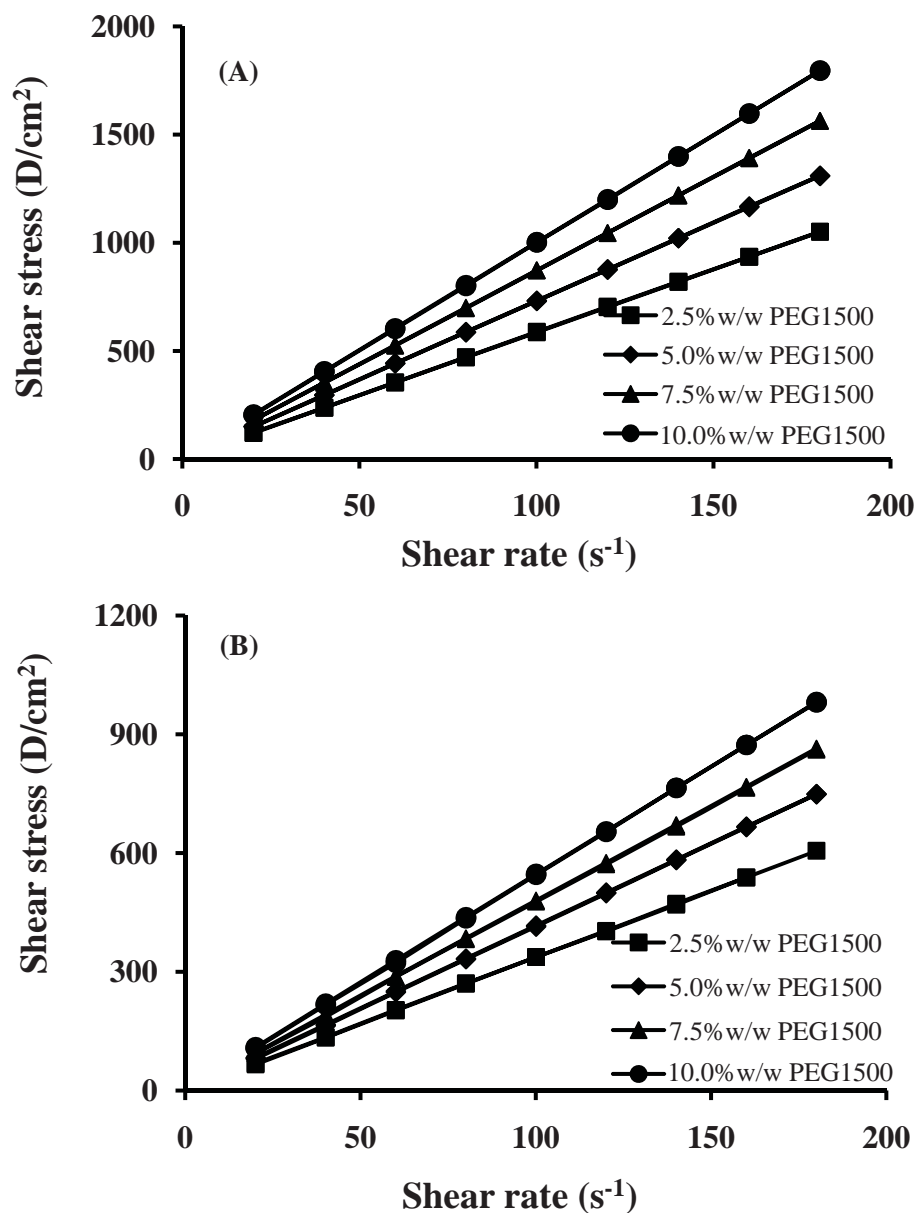 2000
(A)
1500
1000
500
0
Shear stress (D/cm²)
2.5%w/w PEG1500
5.0%w/w PEG1500
7.5%w/w PEG1500
10.0%w/w PEG1500
0 50 100 150 200
Shear rate (s⁻¹)
1200
(B)
900
600
300
0
Shear stress (D/cm²)
2.5%w/w PEG1500
5.0%w/w PEG1500
7.5%w/w PEG1500
10.0%w/w PEG1500
0 50 100 150 200
Shear rate (s⁻¹)